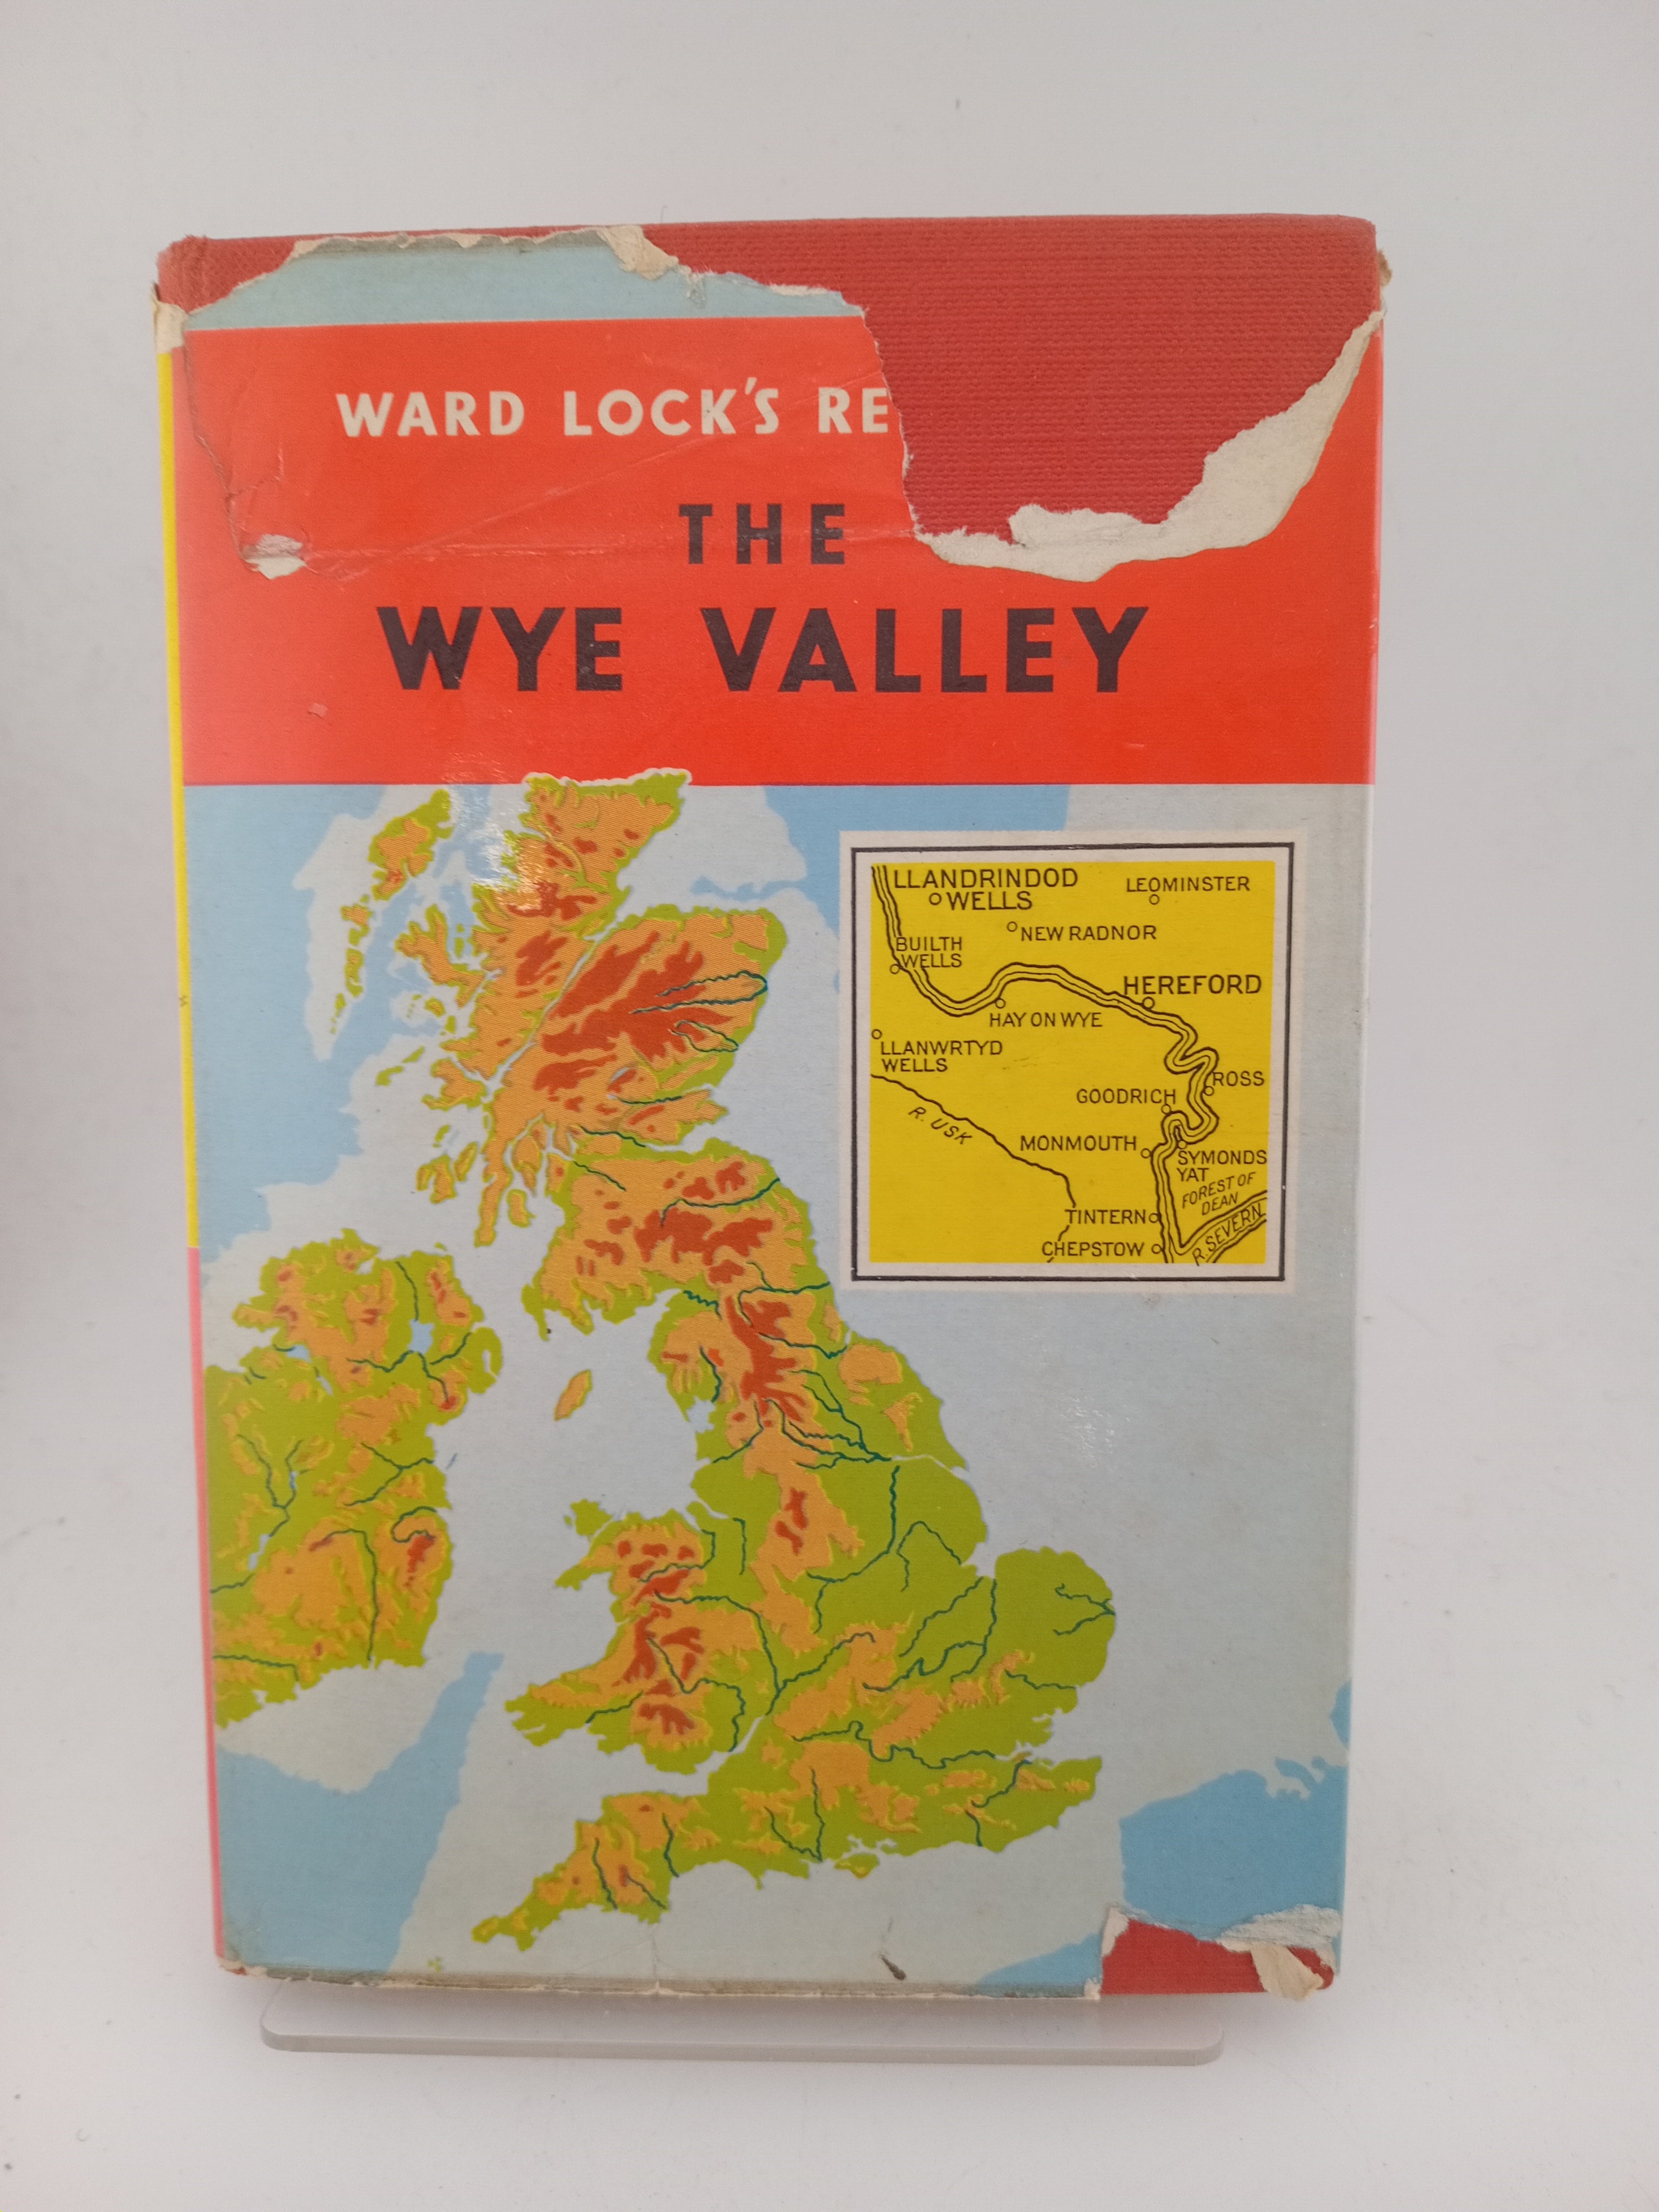 WARD LOCK'S RE
THE
WYE VALLEY
LLANDRINDOD
WELLS
LEOMINSTER
NEW RADNOR
BUILTH
WELLS
HEREFORD
HAY ON WYE
LLANWRTYD
WELLS
ROSS
GOODRICH
R. USK
MONMOUTH
SYMONDS
YAT
FOREST OF
DEAN
TINTERN
R. SEVERN
CHEPSTOW